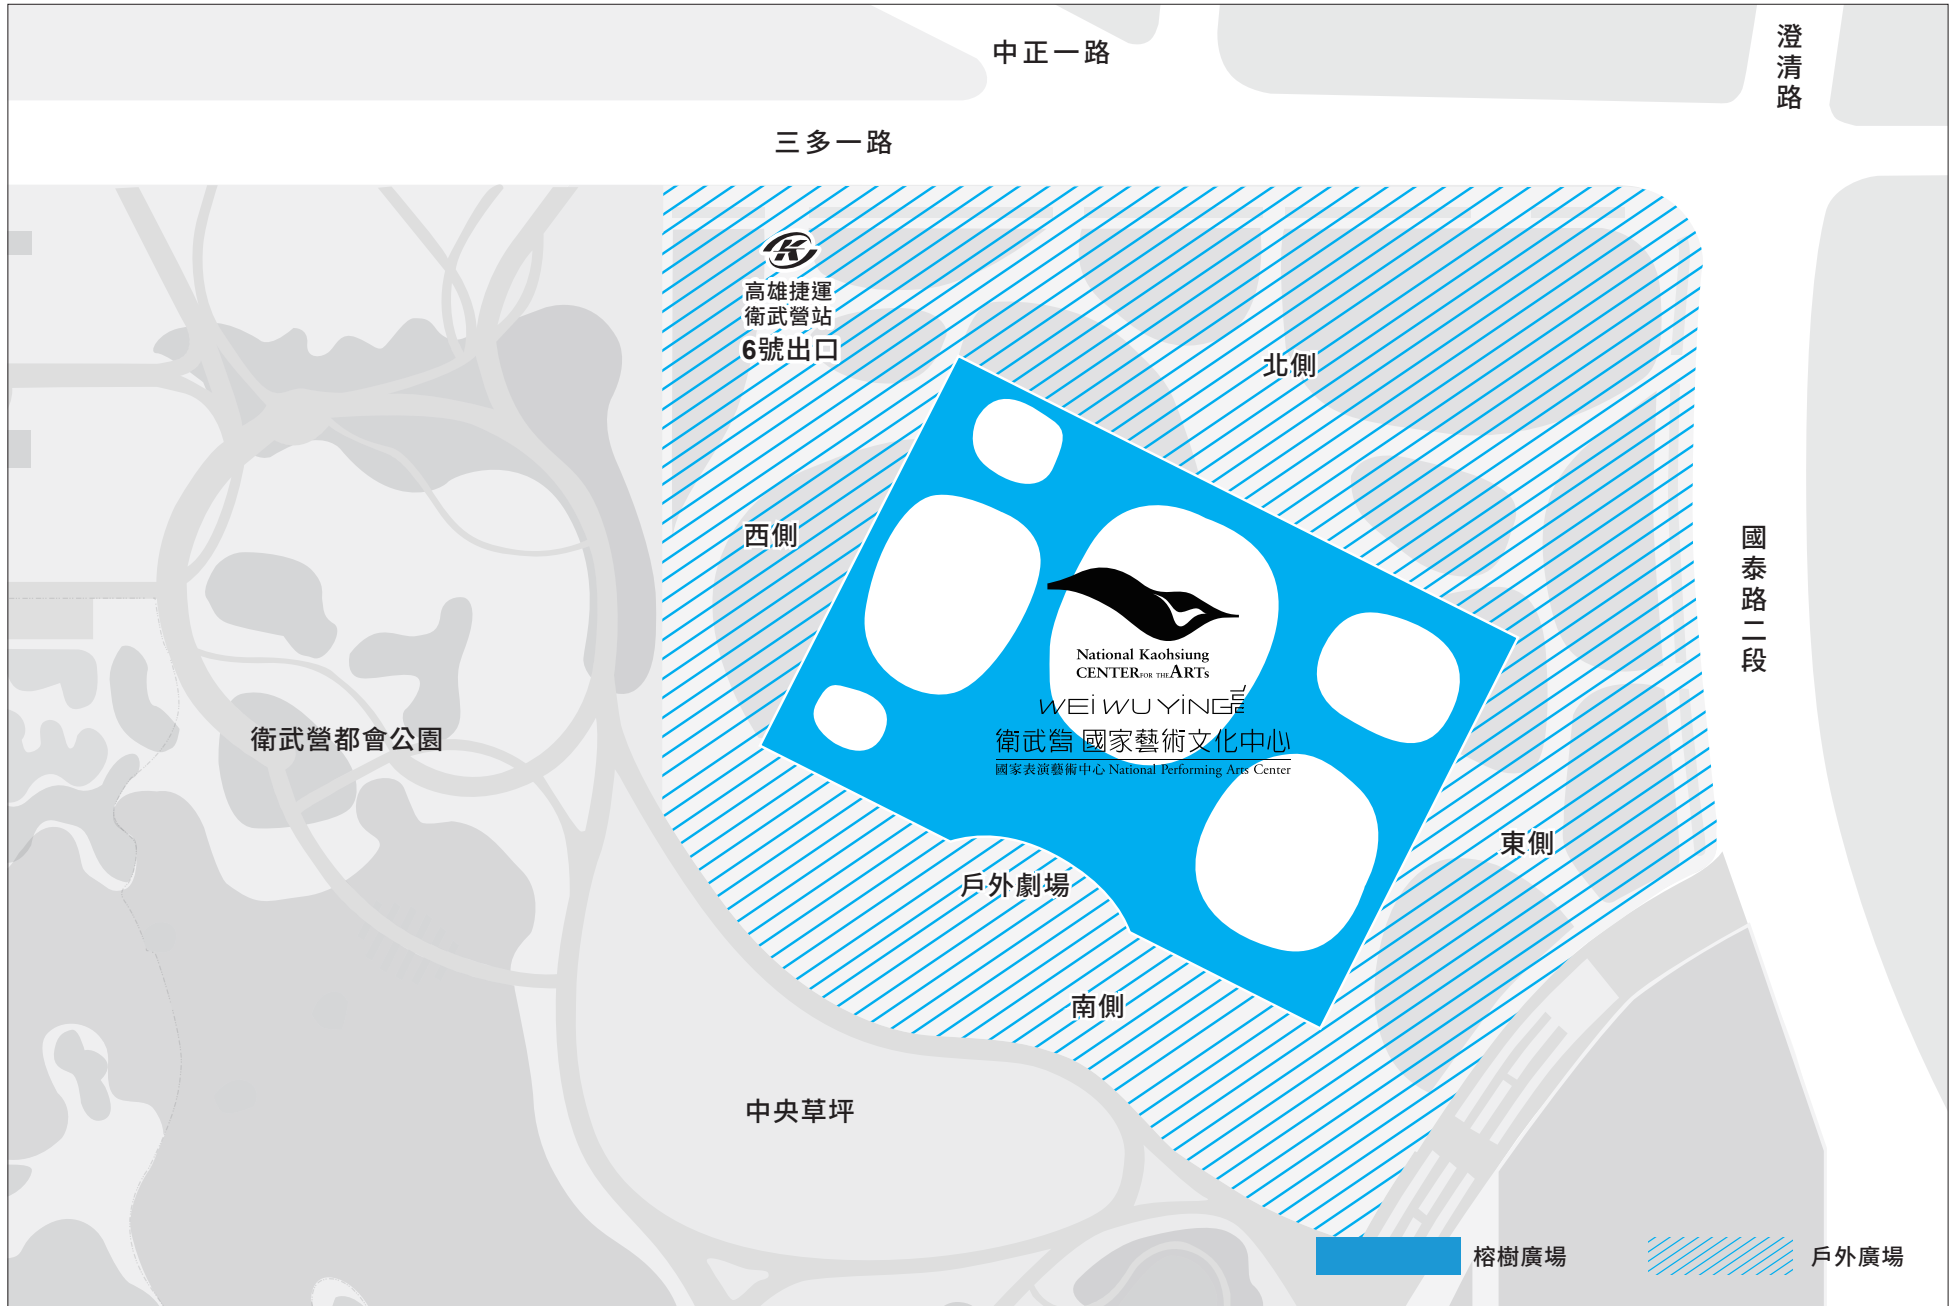 中正一路
澄清路
三多一路
高雄捷運
衛武營站
6號出口
北側
西側
國泰路二段
National Kaohsiung
CENTER FOR THE ARTs
WEiWUYiNG
衛武營 國家藝術文化中心
國家表演藝術中心 National Performing Arts Center
衛武營都會公園
東側
戶外劇場
南側
中央草坪
榕樹廣場
戶外廣場